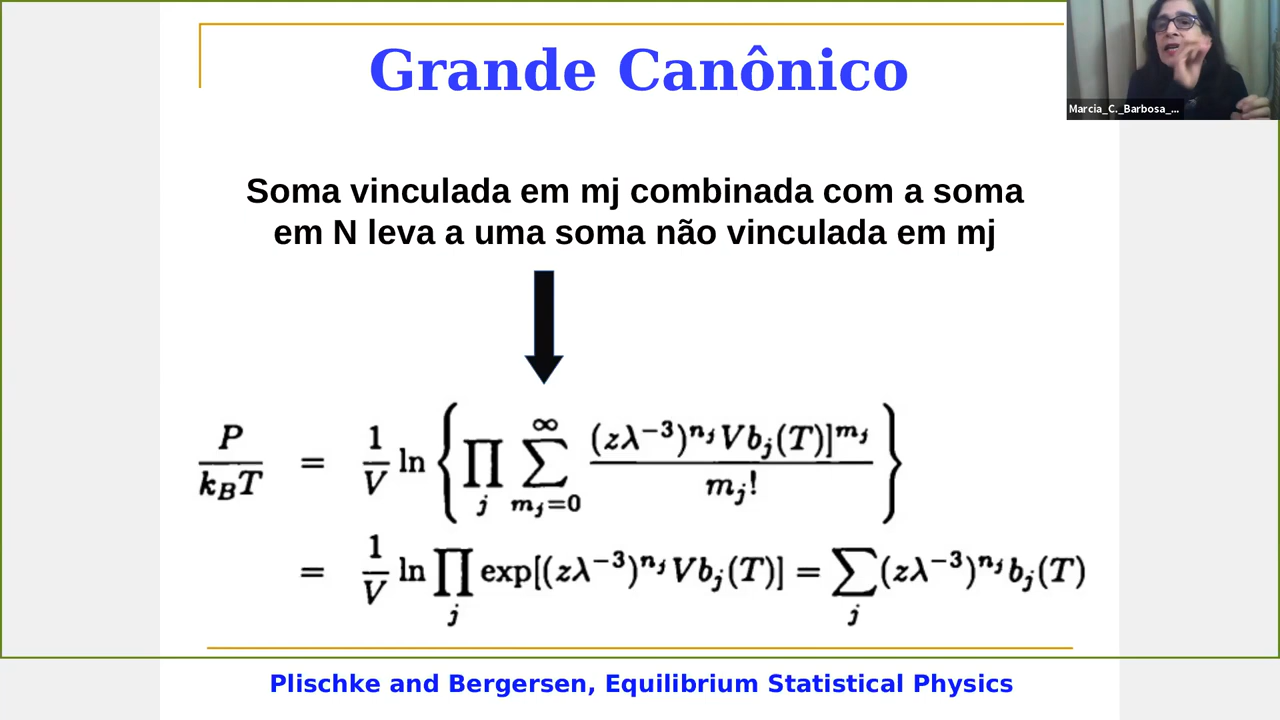 Grande Canônico
Marcia_C._Barbosa_...
Soma vinculada em mj combinada com a soma
em N leva a uma soma não vinculada em mj
P/(k_B T) = 1/V ln { ∏_j ∑_{m_j=0}^{∞} (zλ^{-3})^{n_j} V b_j(T)]^{m_j} / m_j! }
= 1/V ln ∏_j exp[(zλ^{-3})^{n_j} V b_j(T)] = ∑_j (zλ^{-3})^{n_j} b_j(T)
Plischke and Bergersen, Equilibrium Statistical Physics